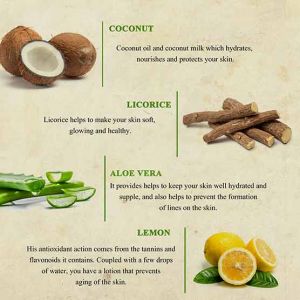 COCONUT
Coconut oil and coconut milk which hydrates,
nourishes and protects your skin.
LICORICE
Licorice helps to make your skin soft,
glowing and healthy.
ALOE VERA
It provides helps to keep your skin well hydrated and
supple, and also helps to prevent the formation
of lines on the skin.
LEMON
His antioxidant action comes from the tannins and
flavonoids it contains. Coupled with a few drops
of water, you have a lotion that prevents
aging of the skin.